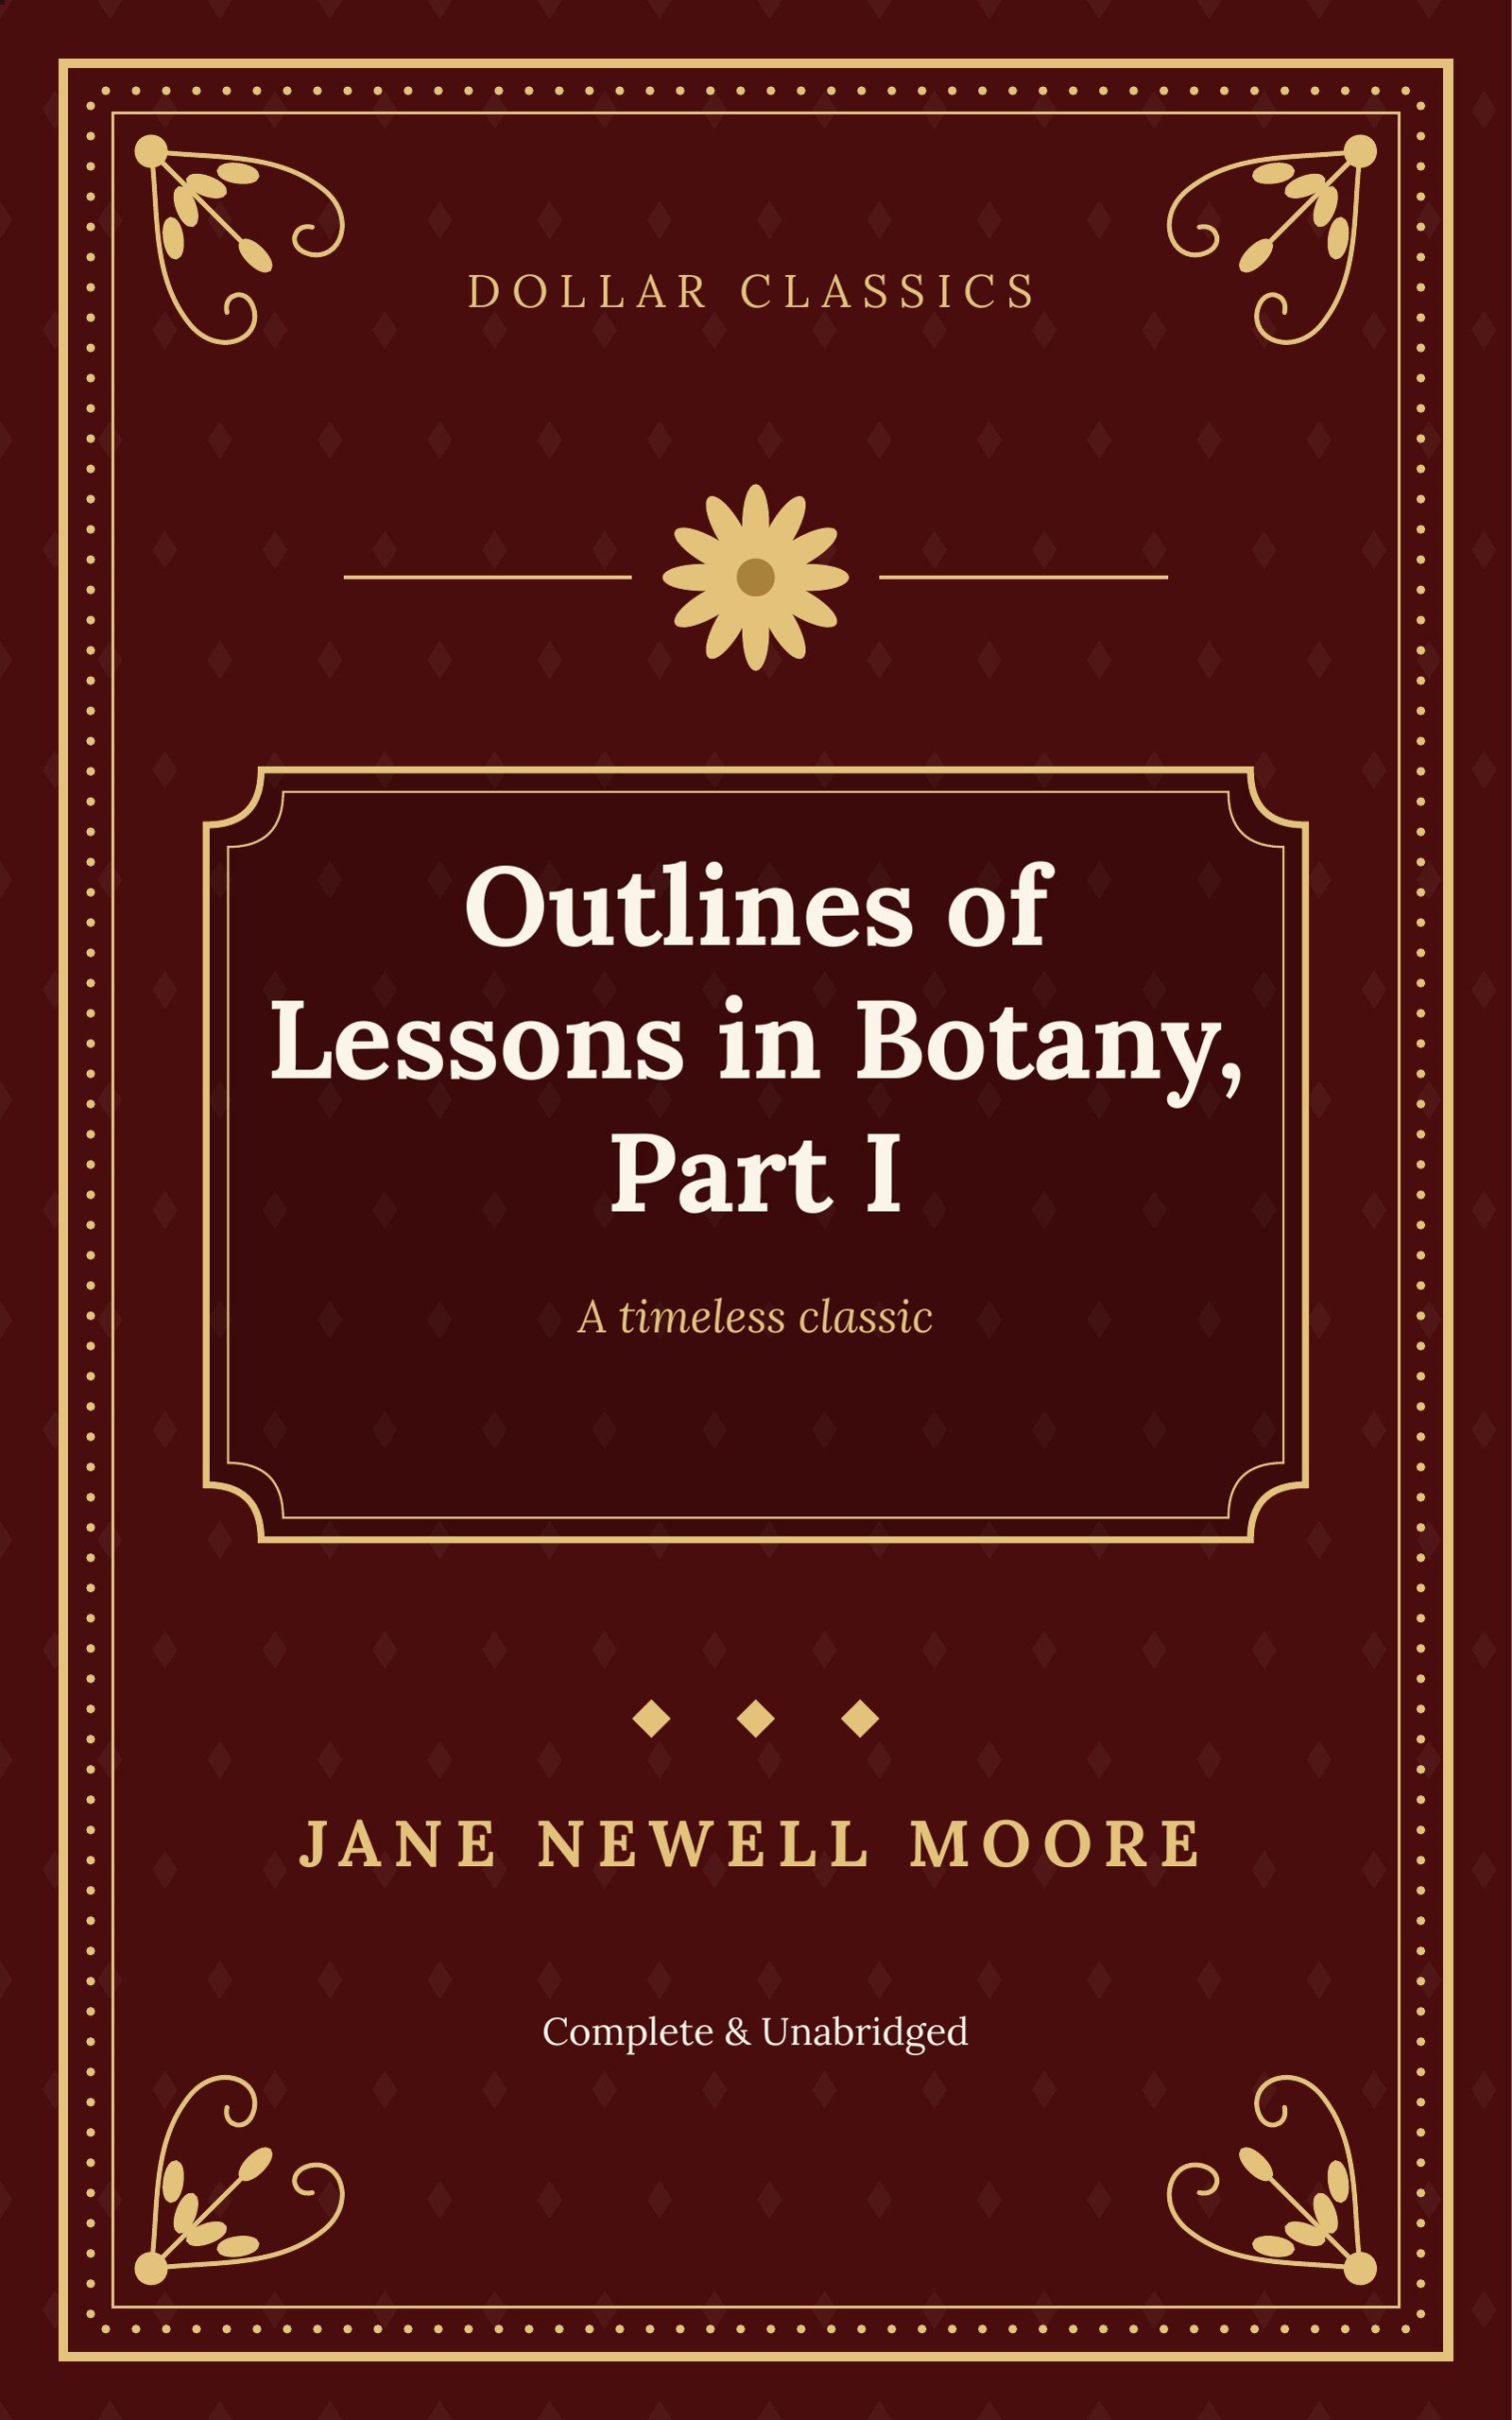 DOLLAR CLASSICS
Outlines of
Lessons in Botany,
Part I
A timeless classic
JANE NEWELL MOORE
Complete & Unabridged